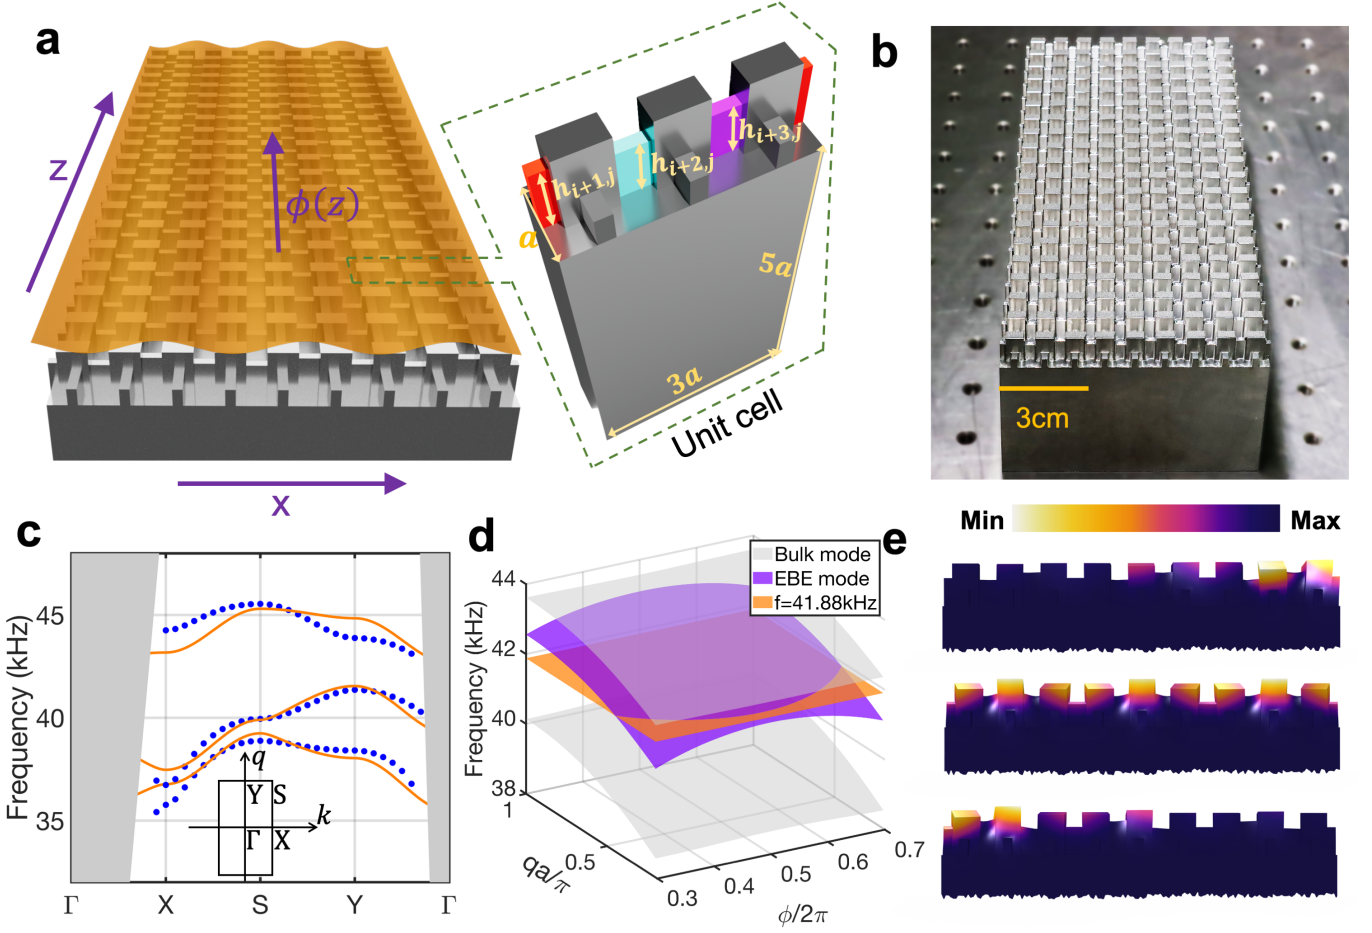 a
z
ϕ(z)
x
h_{i+1,j}
h_{i+2,j}
h_{i+3,j}
a
5a
3a
Unit cell
b
3cm
c
Frequency (kHz)
45
40
35
q
Y S
k
Γ X
Γ X S Y Γ
d
Bulk mode
EBE mode
f=41.88kHz
Frequency (kHz)
44
42
40
38
1
0.5
qa/π
0.3 0.4 0.5 0.6 0.7
ϕ/2π
Min Max
e